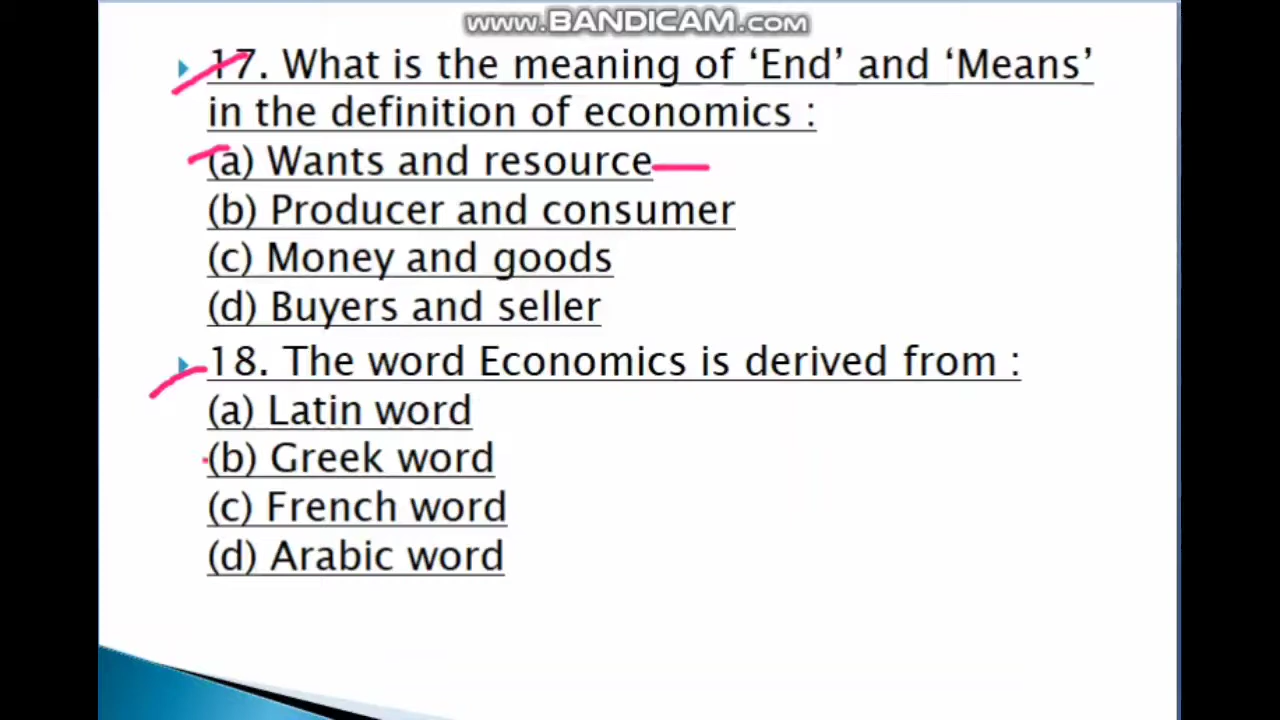 www.BANDICAM.com
17. What is the meaning of ‘End’ and ‘Means’
in the definition of economics :
(a) Wants and resource
(b) Producer and consumer
(c) Money and goods
(d) Buyers and seller
18. The word Economics is derived from :
(a) Latin word
(b) Greek word
(c) French word
(d) Arabic word